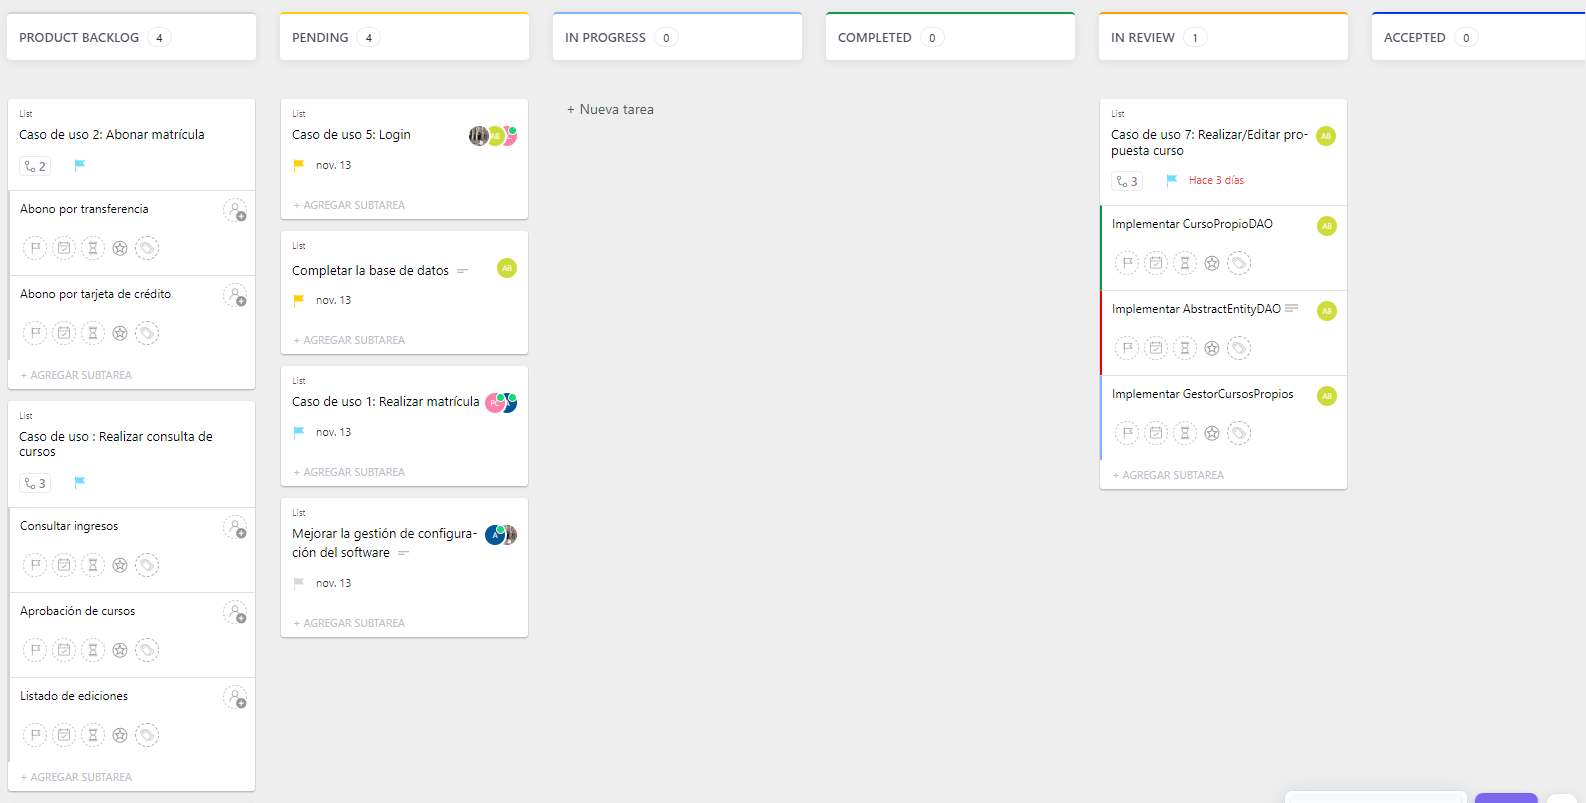 PRODUCT BACKLOG 4
PENDING 4
IN PROGRESS 0
COMPLETED 0
IN REVIEW 1
ACCEPTED 0
List
Caso de uso 2: Abonar matrícula
2
Abono por transferencia
Abono por tarjeta de crédito
+ AGREGAR SUBTAREA
List
Caso de uso : Realizar consulta de
cursos
3
Consultar ingresos
Aprobación de cursos
Listado de ediciones
+ AGREGAR SUBTAREA
List
Caso de uso 5: Login
AB
nov. 13
+ AGREGAR SUBTAREA
List
Completar la base de datos
AB
nov. 13
+ AGREGAR SUBTAREA
List
Caso de uso 1: Realizar matrícula
nov. 13
+ AGREGAR SUBTAREA
List
Mejorar la gestión de configura-
ción del software
A
nov. 13
+ AGREGAR SUBTAREA
+ Nueva tarea
List
Caso de uso 7: Realizar/Editar pro-
puesta curso
AB
3
Hace 3 días
Implementar CursoPropioDAO
AB
Implementar AbstractEntityDAO
AB
Implementar GestorCursosPropios
AB
+ AGREGAR SUBTAREA